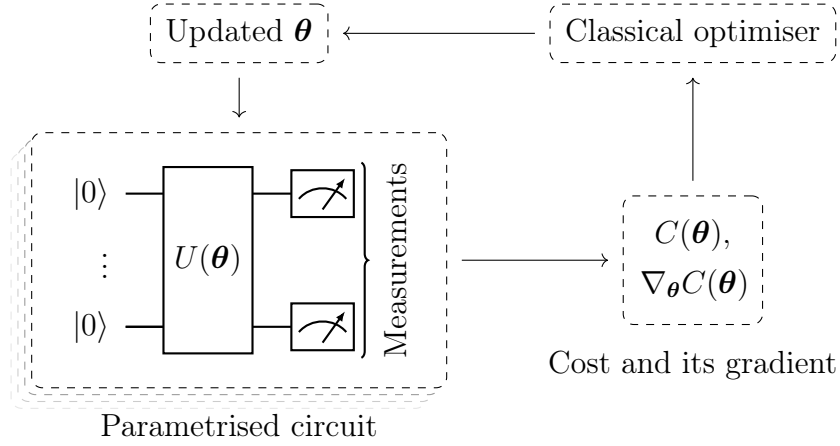 Updated θ
Classical optimiser
|0⟩
⋮
|0⟩
U(θ)
Measurements
C(θ),
∇θC(θ)
Cost and its gradient
Parametrised circuit